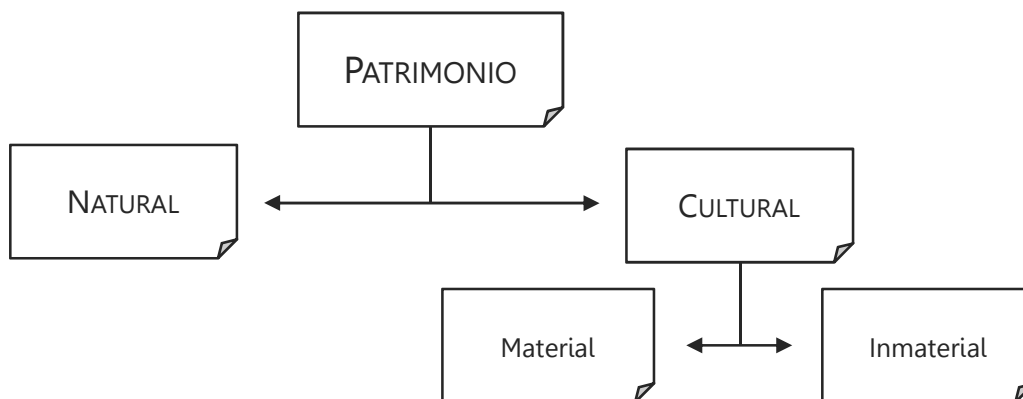 PATRIMONIO
NATURAL
CULTURAL
Material
Inmaterial